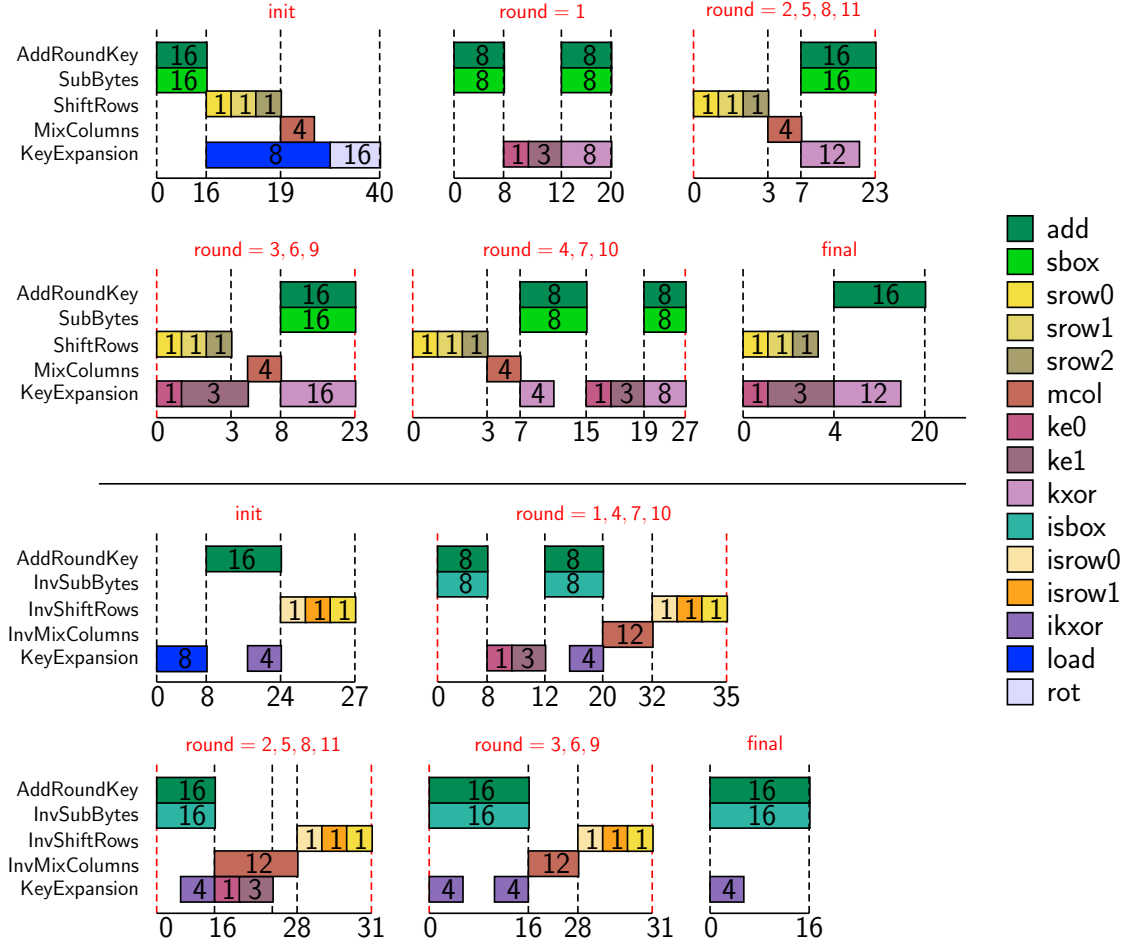 init
round = 1
round = 2, 5, 8, 11
AddRoundKey 16 8 8 16
SubBytes 16 8 8 16
ShiftRows 1 1 1 1 1 1
MixColumns 4 4
KeyExpansion 8 16 1 3 8 12
0 16 19 40 0 8 12 20 0 3 7 23
round = 3, 6, 9
round = 4, 7, 10
final
AddRoundKey 16 8 8 16
SubBytes 16 8 8
ShiftRows 1 1 1 1 1 1 1 1 1
MixColumns 4 4
KeyExpansion 1 3 16 4 1 3 8 1 3 12
0 3 8 23 0 3 7 15 19 27 0 4 20
init
round = 1, 4, 7, 10
AddRoundKey 16 8 8
InvSubBytes 8 8
InvShiftRows 1 1 1 1 1 1
InvMixColumns 12
KeyExpansion 8 4 1 3 4
0 8 24 27 0 8 12 20 32 35
round = 2, 5, 8, 11
round = 3, 6, 9
final
AddRoundKey 16 16 16
InvSubBytes 16 16 16
InvShiftRows 1 1 1 1 1 1
InvMixColumns 12 12
KeyExpansion 4 1 3 4 4 4
0 16 28 31 0 16 28 31 0 16
add
sbox
srow0
srow1
srow2
mcol
ke0
ke1
kxor
isbox
isrow0
isrow1
ikxor
load
rot